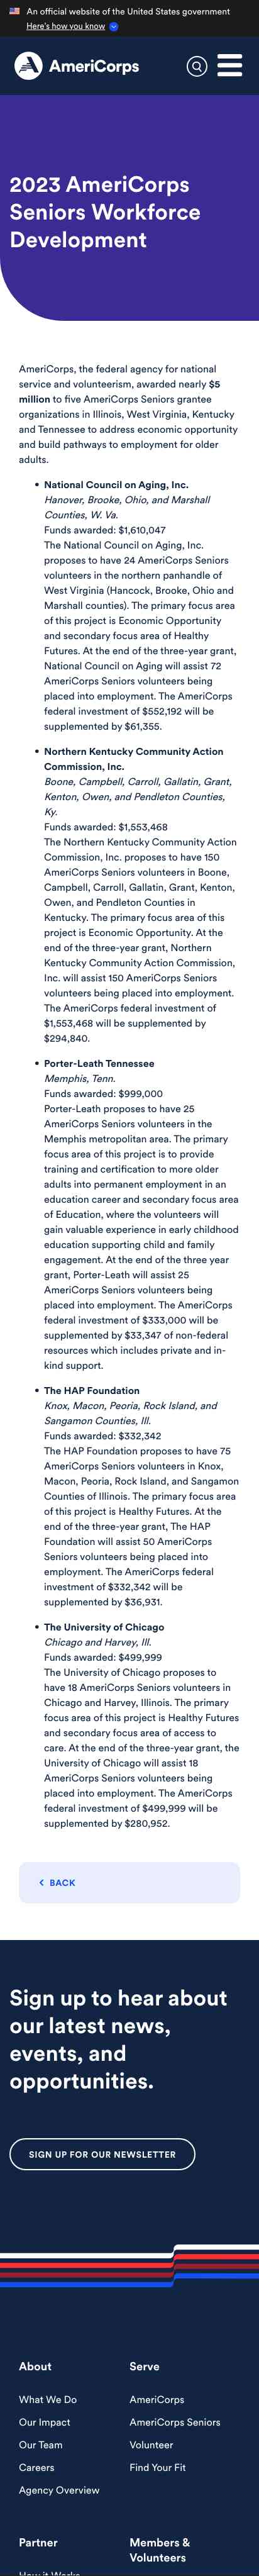 An official website of the United States government
Here's how you know
AmeriCorps
2023 AmeriCorps
Seniors Workforce
Development
AmeriCorps, the federal agency for national
service and volunteerism, awarded nearly $5
million to five AmeriCorps Seniors grantee
organizations in Illinois, West Virginia, Kentucky
and Tennessee to address economic opportunity
and build pathways to employment for older
adults.
• National Council on Aging, Inc.
Hanover, Brooke, Ohio, and Marshall
Counties, W. Va.
Funds awarded: $1,610,047
The National Council on Aging, Inc.
proposes to have 24 AmeriCorps Seniors
volunteers in the northern panhandle of
West Virginia (Hancock, Brooke, Ohio and
Marshall counties). The primary focus area
of this project is Economic Opportunity
and secondary focus area of Healthy
Futures. At the end of the three-year grant,
National Council on Aging will assist 72
AmeriCorps Seniors volunteers being
placed into employment. The AmeriCorps
federal investment of $552,192 will be
supplemented by $61,355.
• Northern Kentucky Community Action
Commission, Inc.
Boone, Campbell, Carroll, Gallatin, Grant,
Kenton, Owen, and Pendleton Counties,
Ky.
Funds awarded: $1,553,468
The Northern Kentucky Community Action
Commission, Inc. proposes to have 150
AmeriCorps Seniors volunteers in Boone,
Campbell, Carroll, Gallatin, Grant, Kenton,
Owen, and Pendleton Counties in
Kentucky. The primary focus area of this
project is Economic Opportunity. At the
end of the three-year grant, Northern
Kentucky Community Action Commission,
Inc. will assist 150 AmeriCorps Seniors
volunteers being placed into employment.
The AmeriCorps federal investment of
$1,553,468 will be supplemented by
$294,840.
• Porter-Leath Tennessee
Memphis, Tenn.
Funds awarded: $999,000
Porter-Leath proposes to have 25
AmeriCorps Seniors volunteers in the
Memphis metropolitan area. The primary
focus area of this project is to provide
training and certification to more older
adults into permanent employment in an
education career and secondary focus area
of Education, where the volunteers will
gain valuable experience in early childhood
education supporting child and family
engagement. At the end of the three year
grant, Porter-Leath will assist 25
AmeriCorps Seniors volunteers being
placed into employment. The AmeriCorps
federal investment of $333,000 will be
supplemented by $33,347 of non-federal
resources which includes private and in-
kind support.
• The HAP Foundation
Knox, Macon, Peoria, Rock Island, and
Sangamon Counties, Ill.
Funds awarded: $332,342
The HAP Foundation proposes to have 75
AmeriCorps Seniors volunteers in Knox,
Macon, Peoria, Rock Island, and Sangamon
Counties of Illinois. The primary focus area
of this project is Healthy Futures. At the
end of the three-year grant, The HAP
Foundation will assist 50 AmeriCorps
Seniors volunteers being placed into
employment. The AmeriCorps federal
investment of $332,342 will be
supplemented by $36,931.
• The University of Chicago
Chicago and Harvey, Ill.
Funds awarded: $499,999
The University of Chicago proposes to
have 18 AmeriCorps Seniors volunteers in
Chicago and Harvey, Illinois. The primary
focus area of this project is Healthy Futures
and secondary focus area of access to
care. At the end of the three-year grant, the
University of Chicago will assist 18
AmeriCorps Seniors volunteers being
placed into employment. The AmeriCorps
federal investment of $499,999 will be
supplemented by $280,952.
BACK
Sign up to hear about
our latest news,
events, and
opportunities.
SIGN UP FOR OUR NEWSLETTER
About
What We Do
Our Impact
Our Team
Careers
Agency Overview
Serve
AmeriCorps
AmeriCorps Seniors
Volunteer
Find Your Fit
Partner
How it Works
Members &
Volunteers